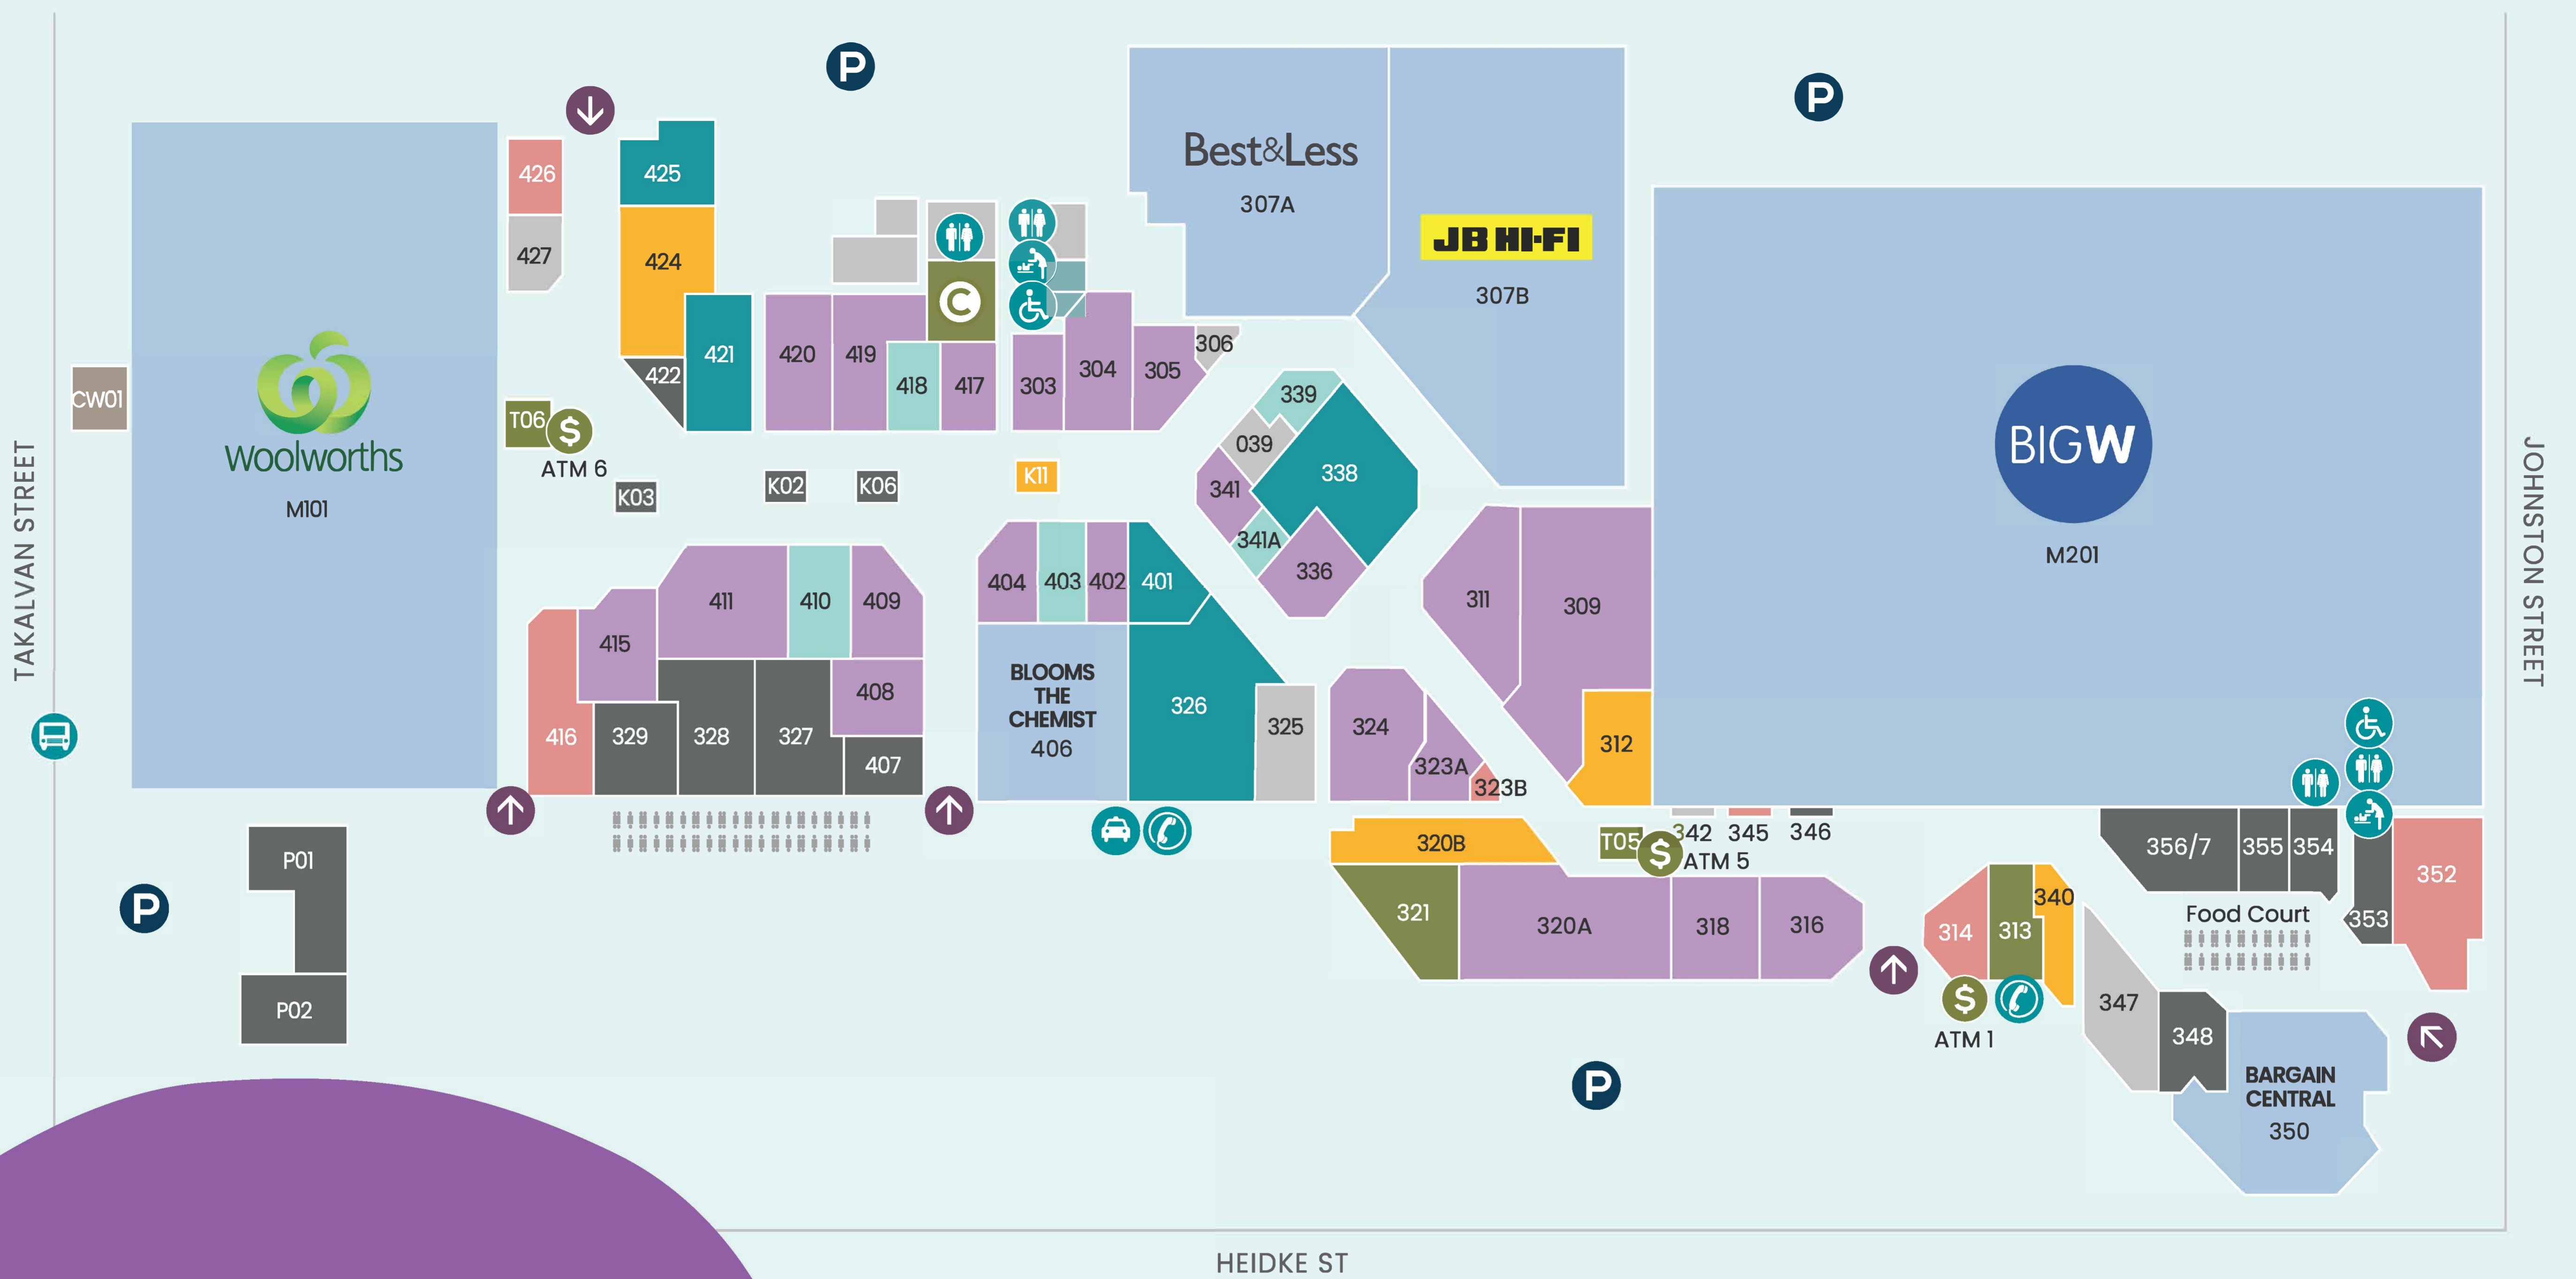 P
P
Best&Less
307A
JB HI-FI
307B
426
425
427
424
C
421
420
419
418
417
303
304
305
306
422
CW01
T06
$
ATM 6
Woolworths
M101
K03
K02
K06
K11
339
039
338
341
341A
336
BIGW
M201
TAKALVAN STREET
JOHNSTON STREET
404
403
402
401
411
410
409
415
408
416
329
328
327
407
BLOOMS
THE
CHEMIST
406
326
325
324
323A
323B
311
309
312
320B
T05
$
342
345
346
ATM 5
321
320A
318
316
314
313
340
$
ATM 1
356/7
355
354
353
352
Food Court
347
348
BARGAIN
CENTRAL
350
P01
P
P02
P
HEIDKE ST